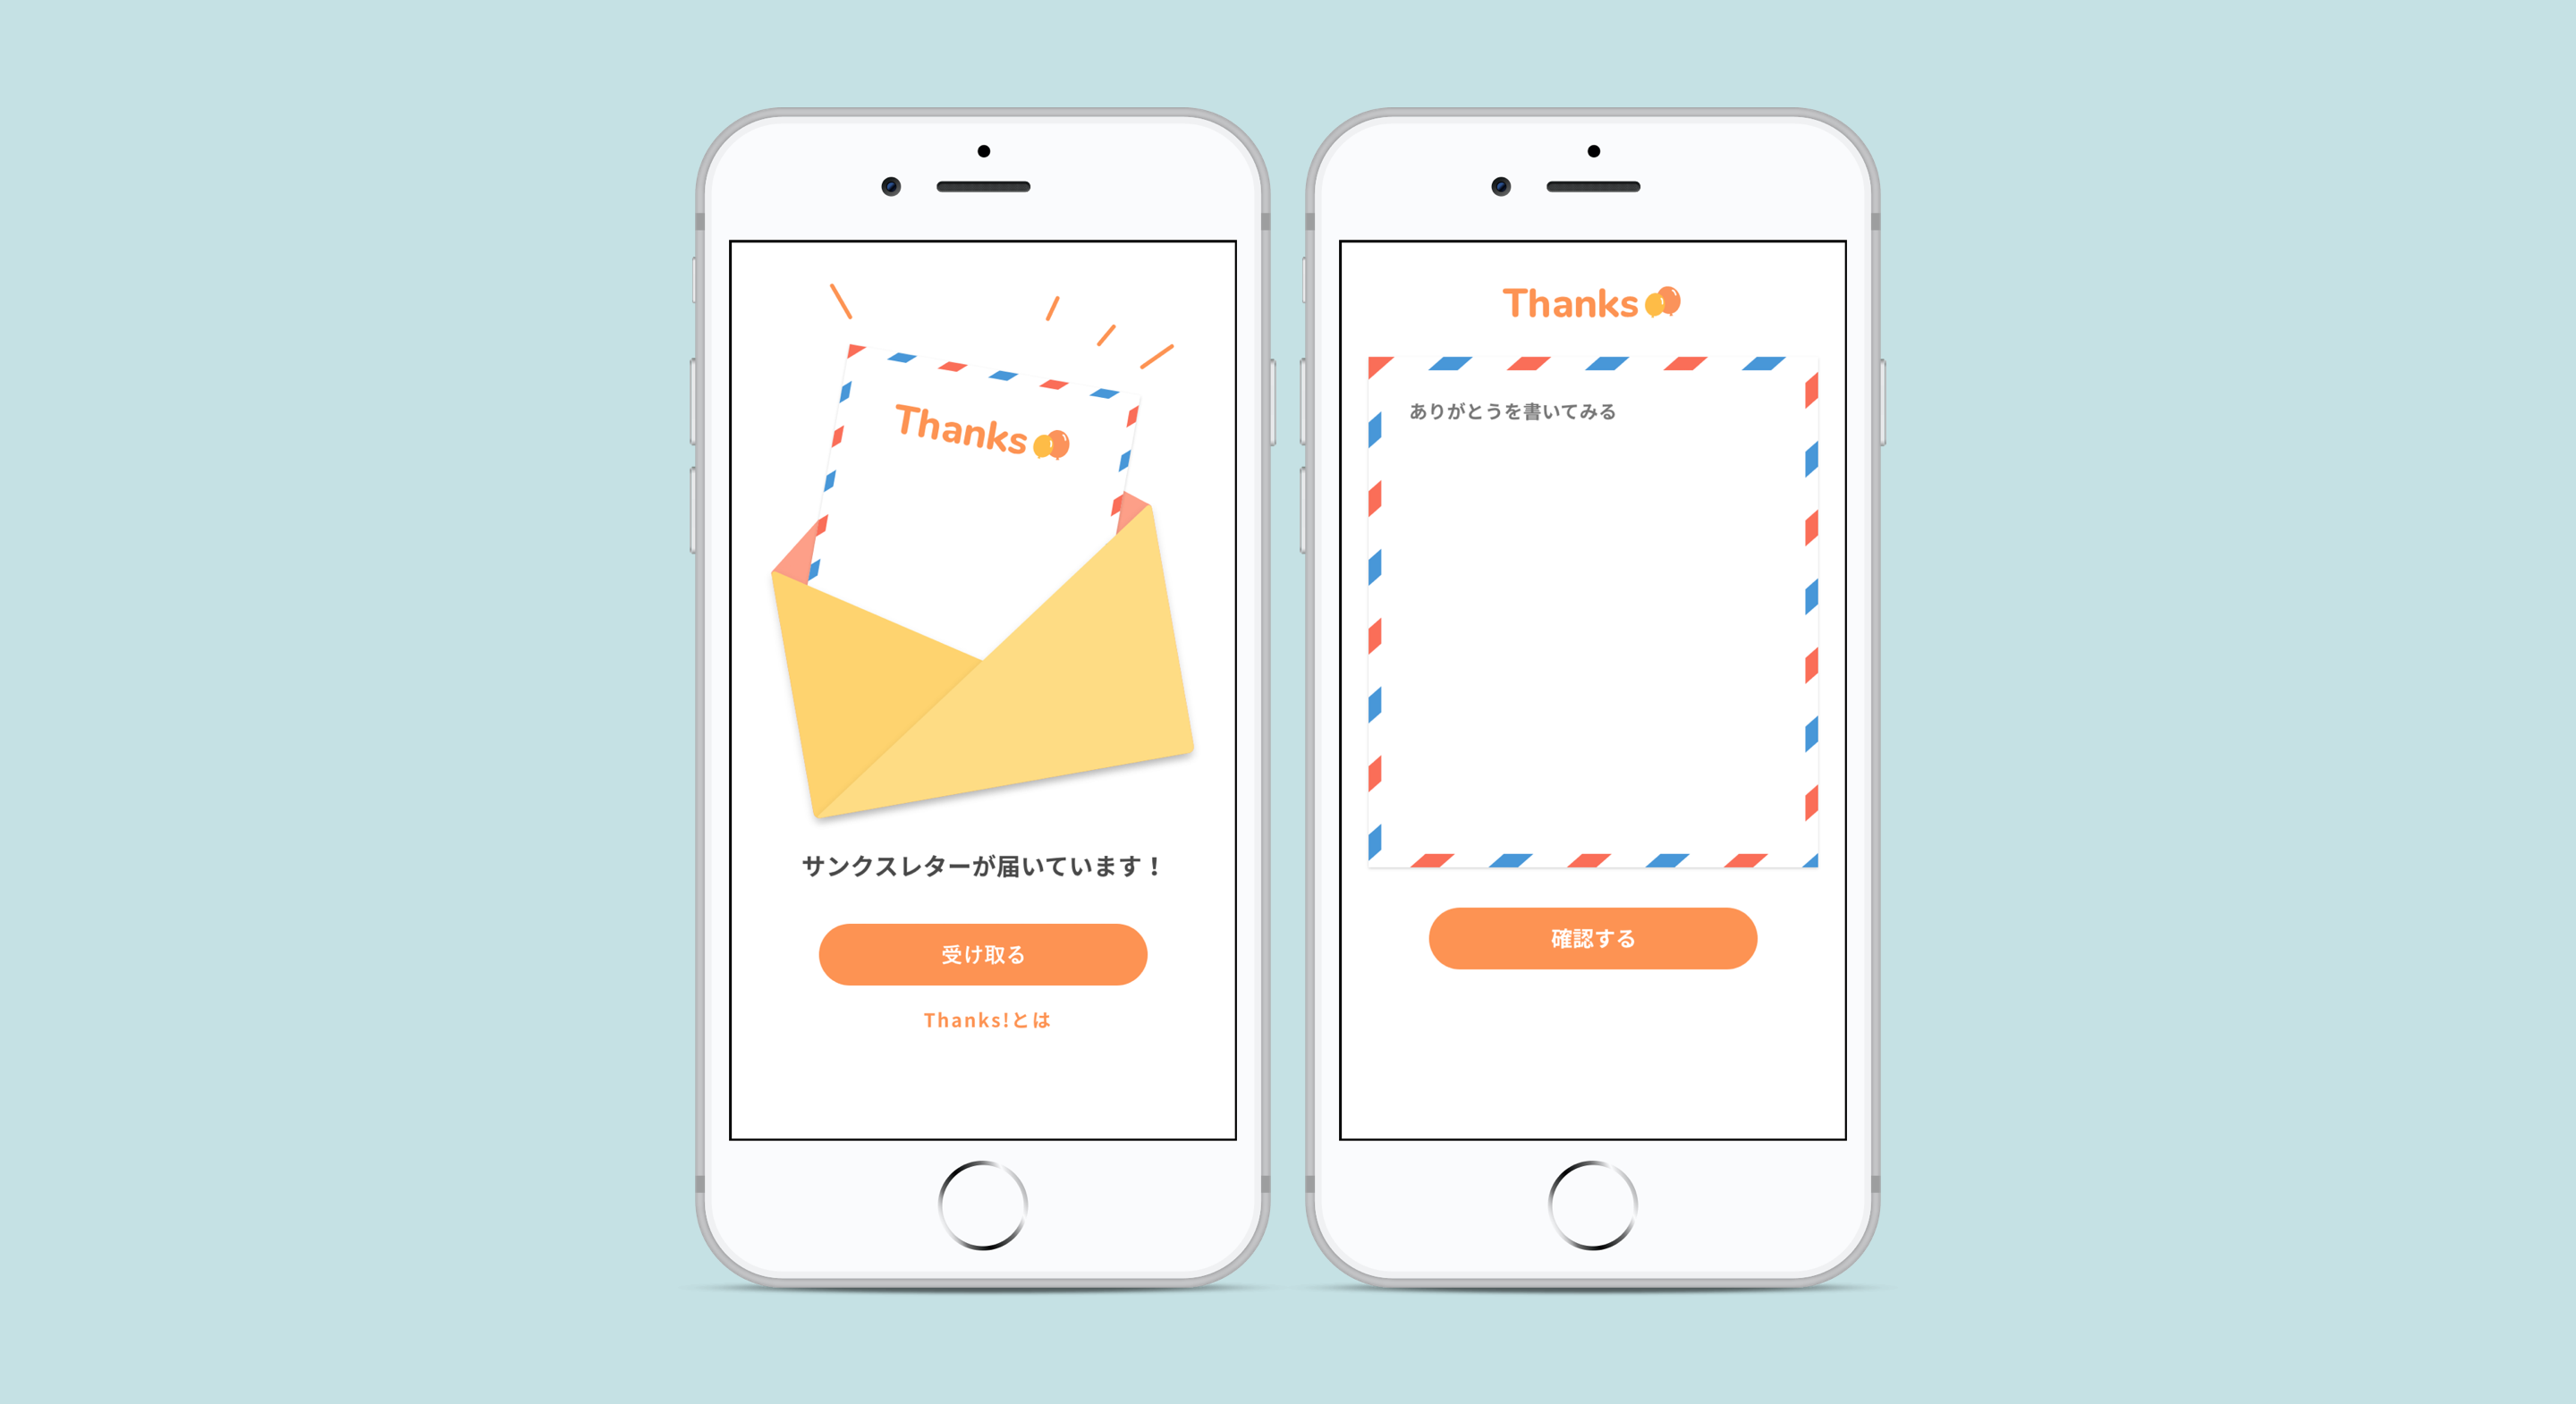 Thanks
サンクスレターが届いています！
受け取る
Thanks!とは
Thanks
ありがとうを書いてみる
確認する